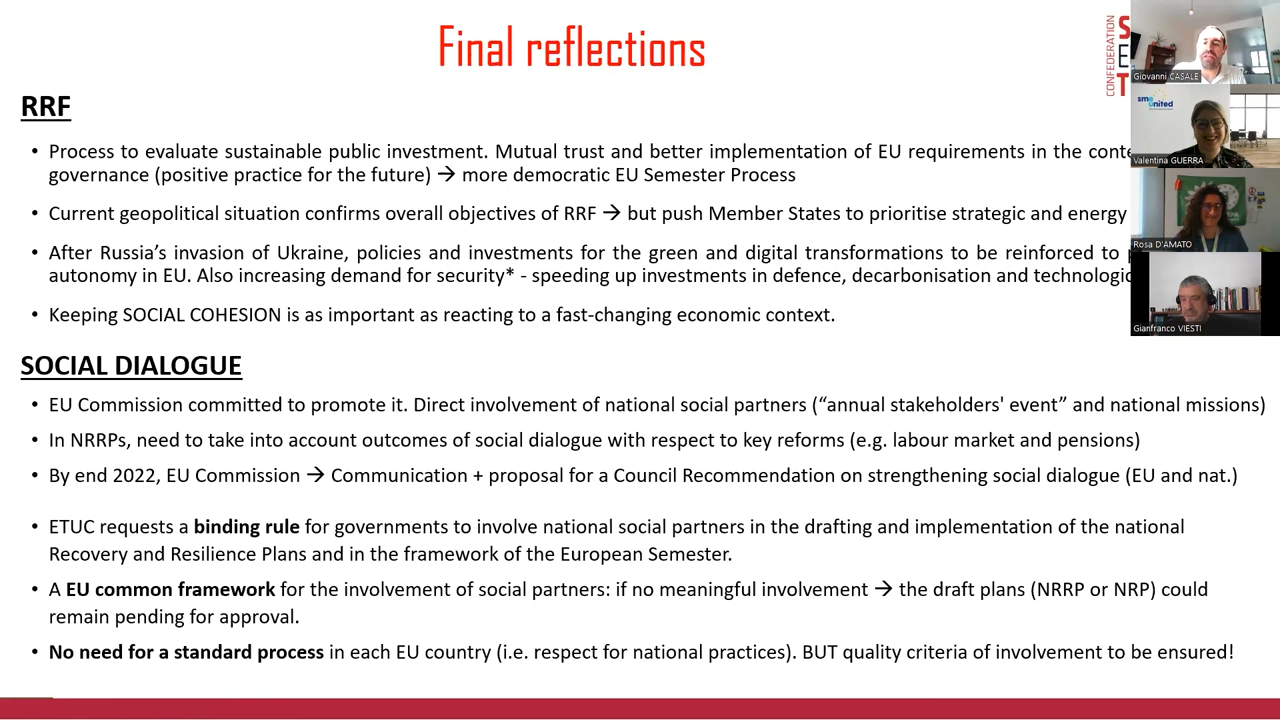 Final reflections
CONFEDERATION
S
E
T
RRF
• Process to evaluate sustainable public investment. Mutual trust and better implementation of EU requirements in the
governance (positive practice for the future) → more democratic EU Semester Process
• Current geopolitical situation confirms overall objectives of RRF → but push Member States to prioritise strategic and energy
• After Russia’s invasion of Ukraine, policies and investments for the green and digital transformations to be reinforced to
autonomy in EU. Also increasing demand for security* - speeding up investments in defence, decarbonisation and
• Keeping SOCIAL COHESION is as important as reacting to a fast-changing economic context.
SOCIAL DIALOGUE
• EU Commission committed to promote it. Direct involvement of national social partners (“annual stakeholders' event” and national missions)
• In NRRPs, need to take into account outcomes of social dialogue with respect to key reforms (e.g. labour market and pensions)
• By end 2022, EU Commission → Communication + proposal for a Council Recommendation on strengthening social dialogue (EU and nat.)
• ETUC requests a binding rule for governments to involve national social partners in the drafting and implementation of the national
Recovery and Resilience Plans and in the framework of the European Semester.
• A EU common framework for the involvement of social partners: if no meaningful involvement → the draft plans (NRRP or NRP) could
remain pending for approval.
• No need for a standard process in each EU country (i.e. respect for national practices). BUT quality criteria of involvement to be ensured!
Giovanni CASALE
sme united
Valentina GUERRA
Rosa D'AMATO
Gianfranco VIESTI